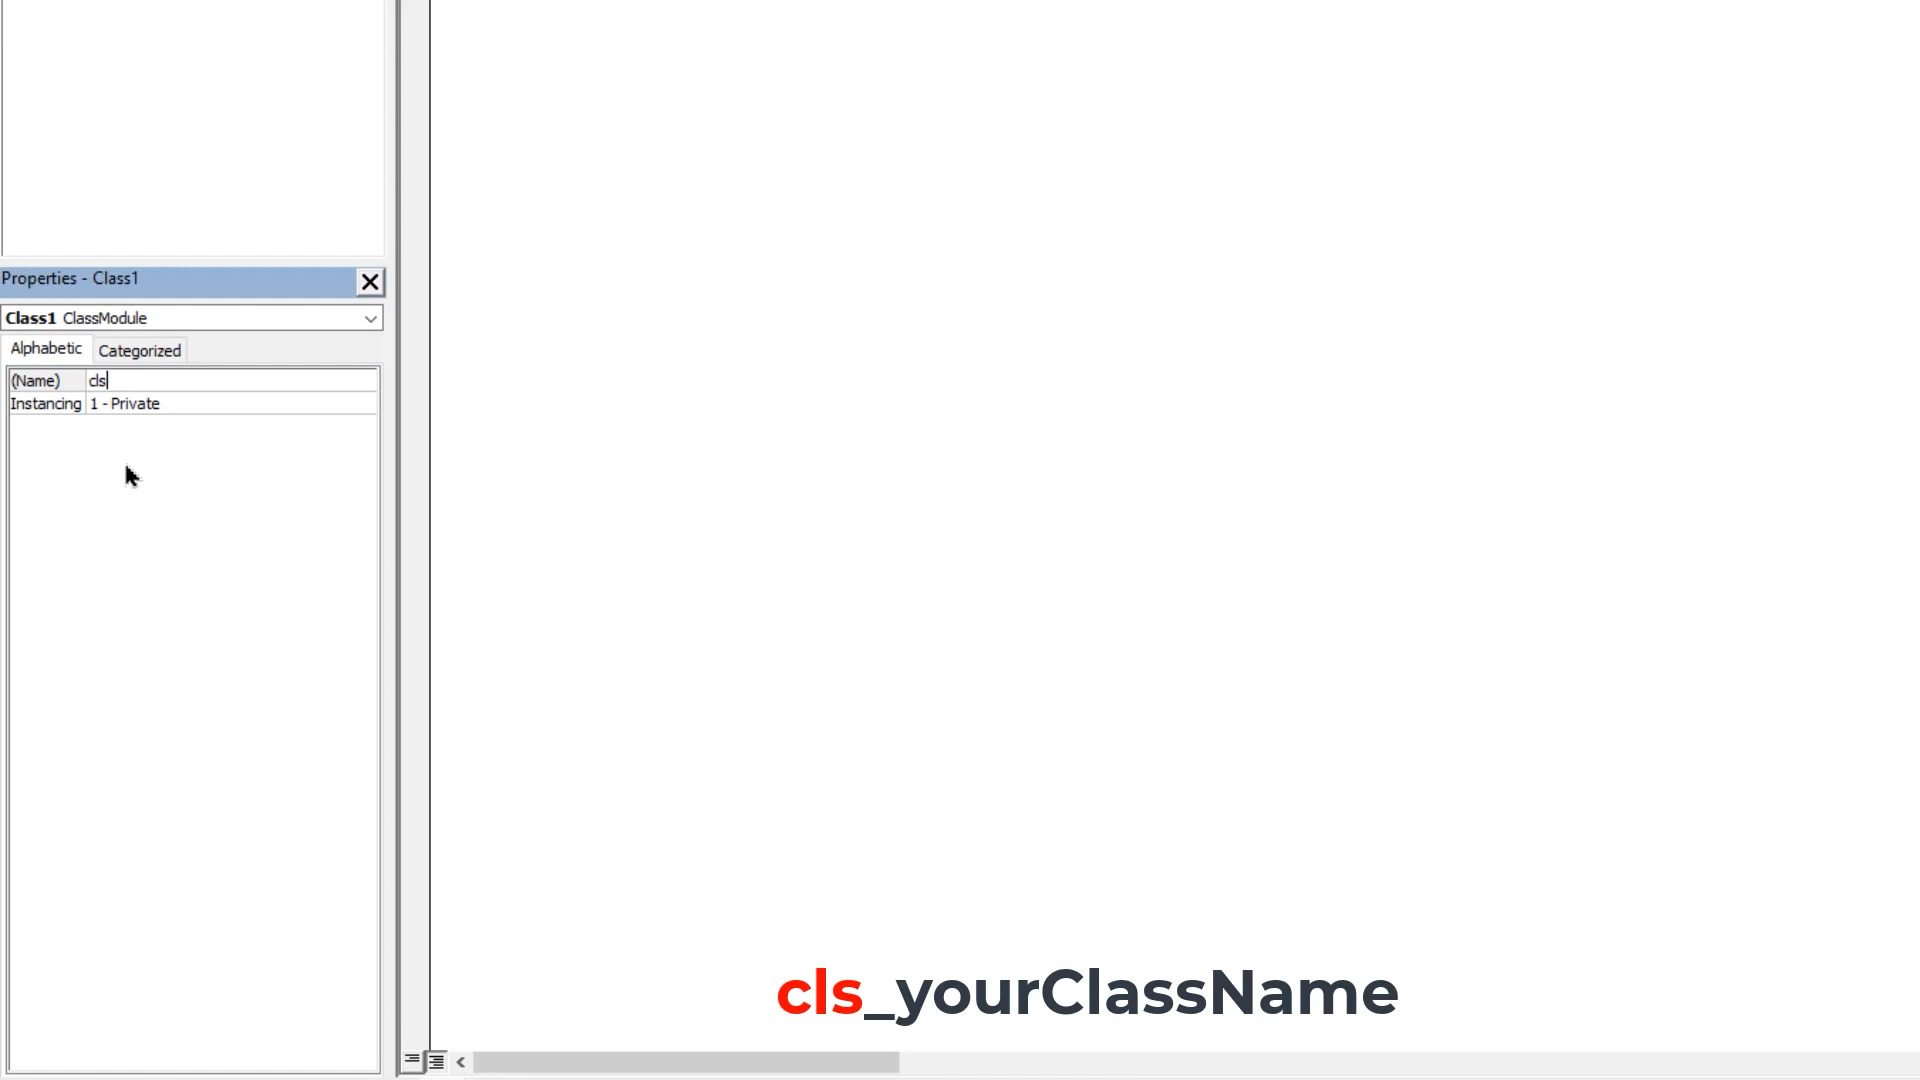 Properties - Class1
Class1 ClassModule
Alphabetic Categorized
(Name) cls
Instancing 1 - Private
cls_yourClassName